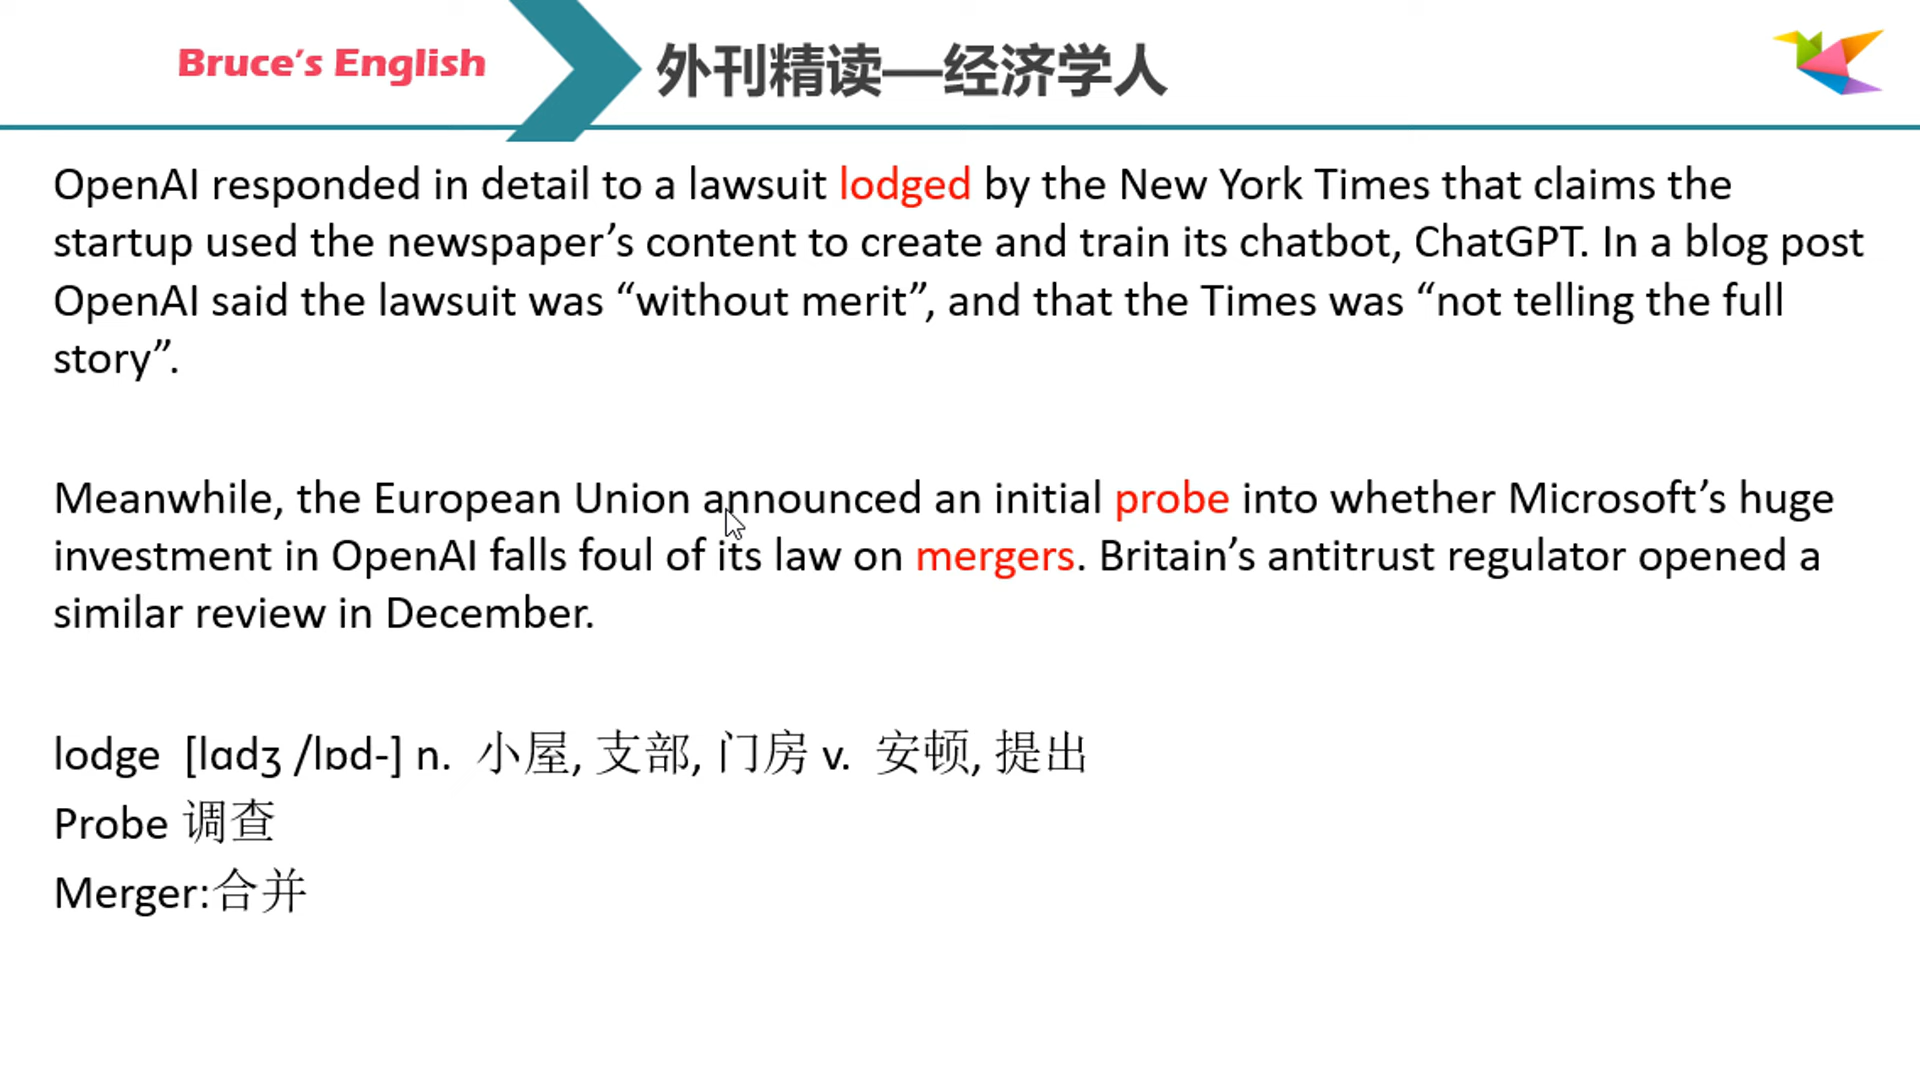 Bruce’s English
外刊精读—经济学人
OpenAI responded in detail to a lawsuit lodged by the New York Times that claims the
startup used the newspaper’s content to create and train its chatbot, ChatGPT. In a blog post
OpenAI said the lawsuit was “without merit”, and that the Times was “not telling the full
story”.
Meanwhile, the European Union announced an initial probe into whether Microsoft’s huge
investment in OpenAI falls foul of its law on mergers. Britain’s antitrust regulator opened a
similar review in December.
lodge [lɑdʒ /lɒd-] n. 小屋, 支部, 门房 v. 安顿, 提出
Probe 调查
Merger:合并